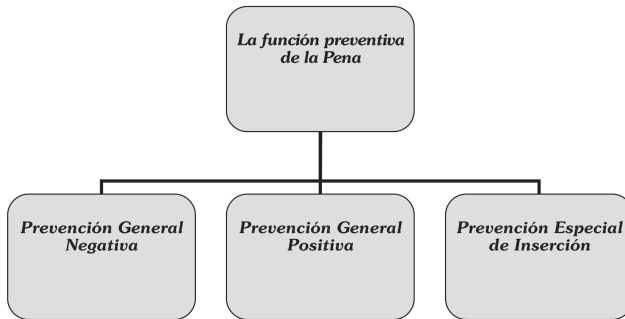 La función preventiva
de la Pena
Prevención General
Negativa
Prevención General
Positiva
Prevención Especial
de Inserción